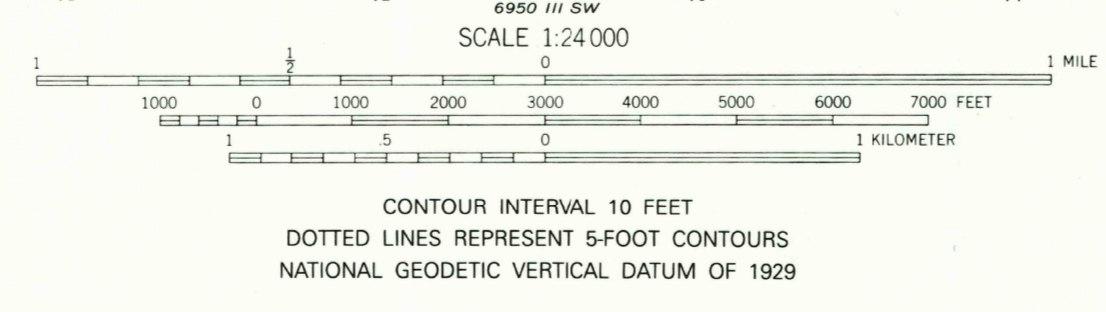 6950 III SW
SCALE 1:24 000
1 1/2 0 1 MILE
1000 0 1000 2000 3000 4000 5000 6000 7000 FEET
1 .5 0 1 KILOMETER
CONTOUR INTERVAL 10 FEET
DOTTED LINES REPRESENT 5-FOOT CONTOURS
NATIONAL GEODETIC VERTICAL DATUM OF 1929